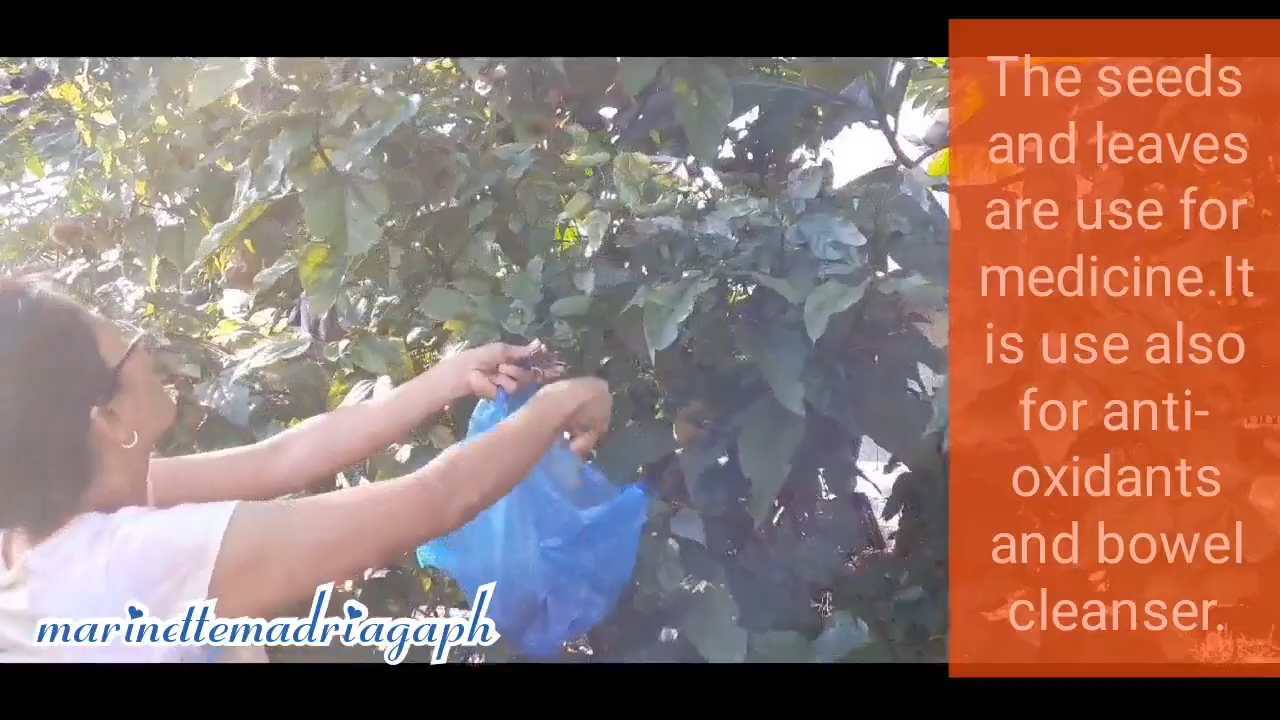 The seeds
and leaves
are use for
medicine.It
is use also
for anti-
oxidants
and bowel
cleanser.
marinettemadriagaph